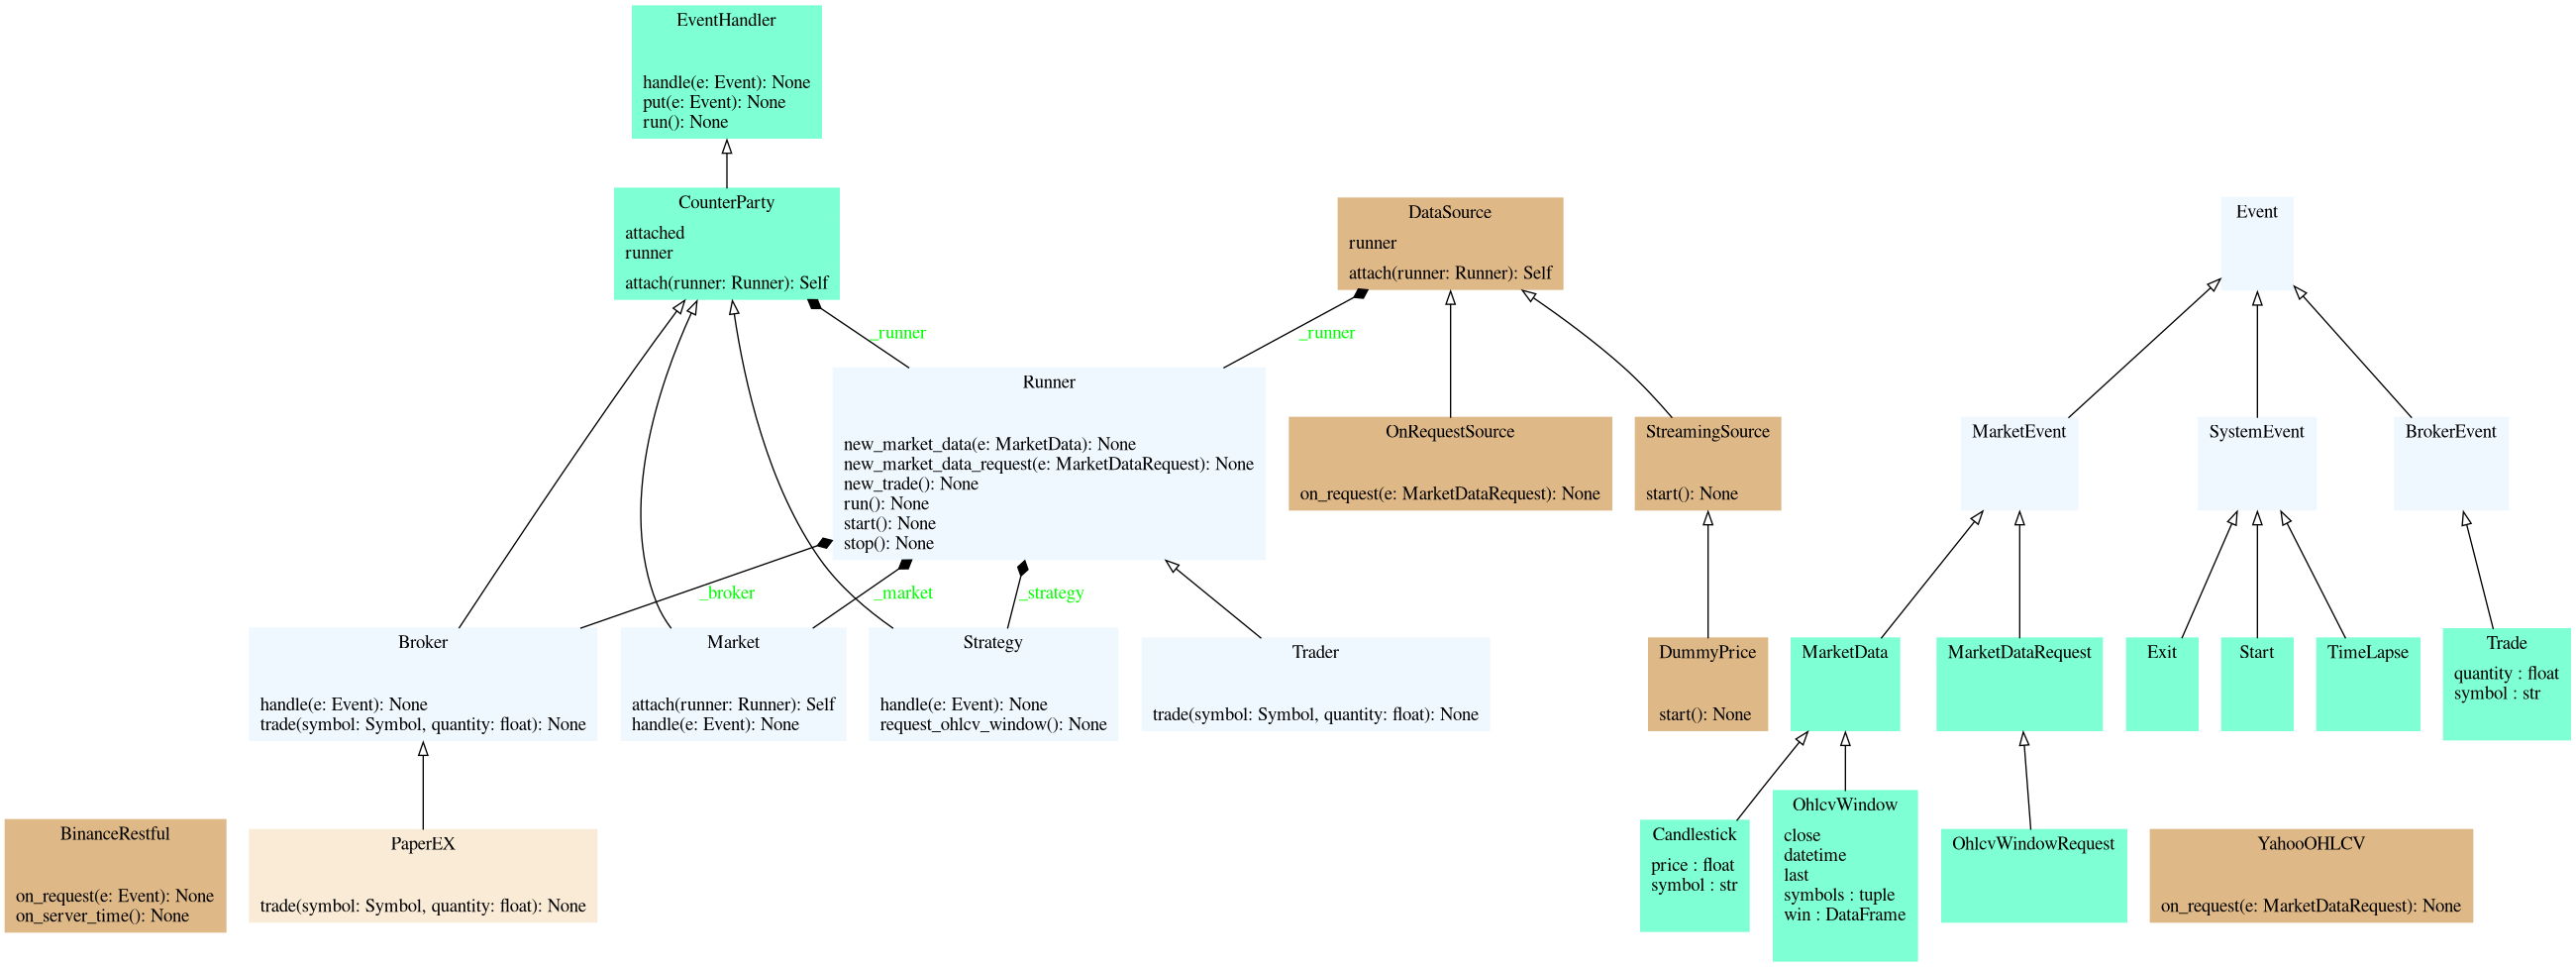 EventHandler
handle(e: Event): None
put(e: Event): None
run(): None
CounterParty
attached
runner
attach(runner: Runner): Self
DataSource
runner
attach(runner: Runner): Self
Event
_runner
_runner
Runner
new_market_data(e: MarketData): None
new_market_data_request(e: MarketDataRequest): None
new_trade(): None
run(): None
start(): None
stop(): None
OnRequestSource
on_request(e: MarketDataRequest): None
StreamingSource
start(): None
MarketEvent
SystemEvent
BrokerEvent
_broker
_market
_strategy
Broker
handle(e: Event): None
trade(symbol: Symbol, quantity: float): None
Market
attach(runner: Runner): Self
handle(e: Event): None
Strategy
handle(e: Event): None
request_ohlcv_window(): None
Trader
trade(symbol: Symbol, quantity: float): None
DummyPrice
start(): None
MarketData
MarketDataRequest
Exit
Start
TimeLapse
Trade
quantity : float
symbol : str
BinanceRestful
on_request(e: Event): None
on_server_time(): None
PaperEX
trade(symbol: Symbol, quantity: float): None
Candlestick
price : float
symbol : str
OhlcvWindow
close
datetime
last
symbols : tuple
win : DataFrame
OhlcvWindowRequest
YahooOHLCV
on_request(e: MarketDataRequest): None